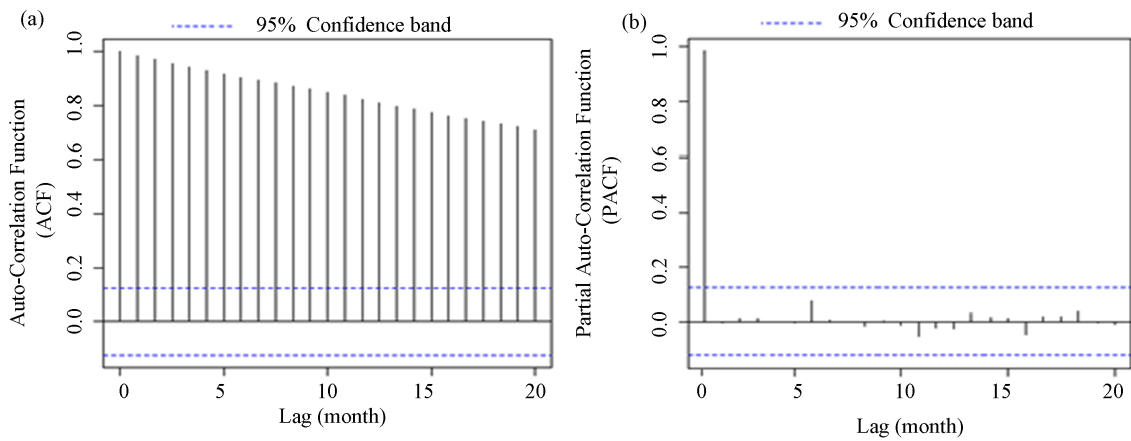 (a)
95% Confidence band
Auto-Correlation Function
(ACF)
1.0
0.8
0.6
0.4
0.2
0.0
0
5
10
15
20
Lag (month)
(b)
95% Confidence band
Partial Auto-Correlation Function
(PACF)
1.0
0.8
0.6
0.4
0.2
0.0
0
5
10
15
20
Lag (month)